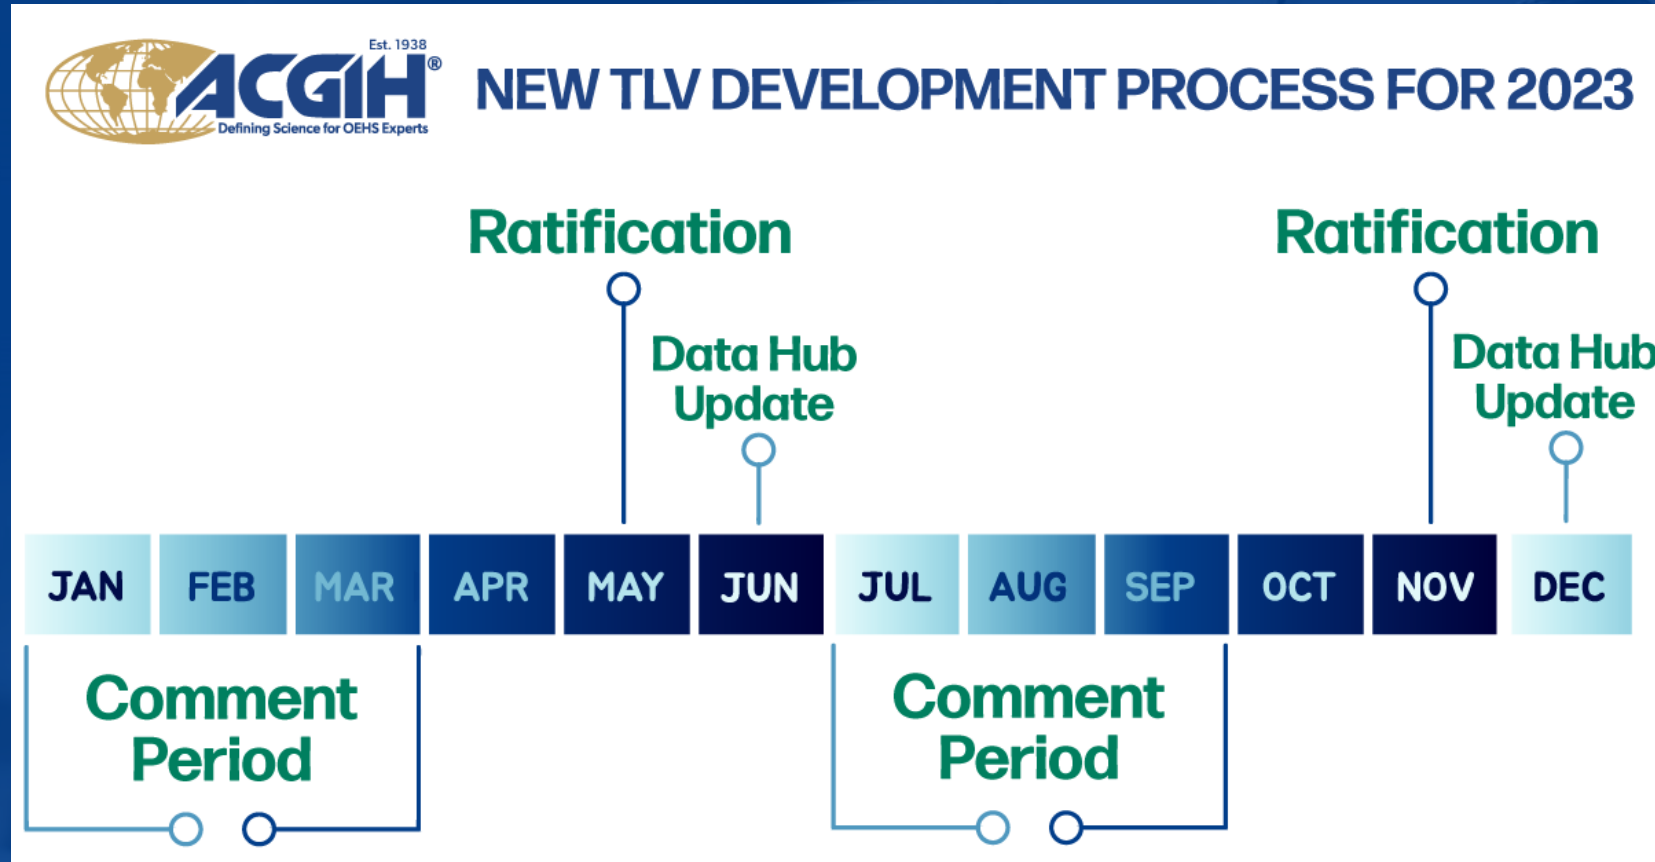 Est. 1938
ACGIH®
Defining Science for OEHS Experts
NEW TLV DEVELOPMENT PROCESS FOR 2023
Ratification
Ratification
Data Hub
Update
Data Hub
Update
JAN FEB MAR APR MAY JUN JUL AUG SEP OCT NOV DEC
Comment
Period
Comment
Period